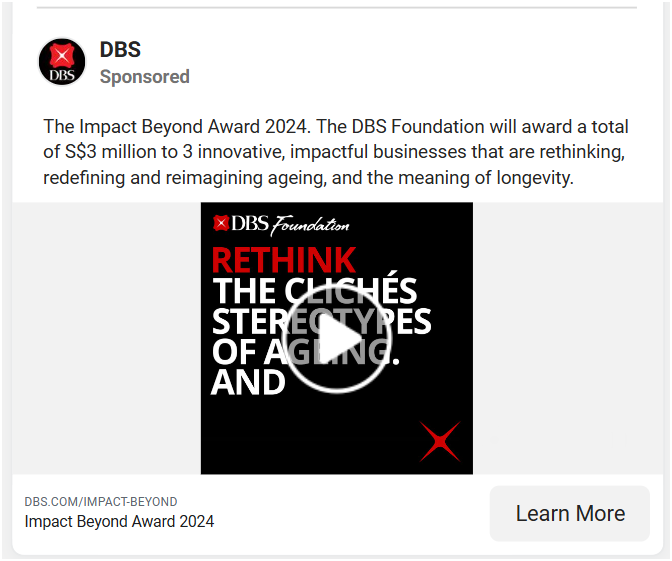 DBS
DBS
Sponsored
The Impact Beyond Award 2024. The DBS Foundation will award a total
of S$3 million to 3 innovative, impactful businesses that are rethinking,
redefining and reimagining ageing, and the meaning of longevity.
DBS Foundation
RETHINK
THE CLICHÉS
STEREOTYPES
OF AGEING.
AND
DBS.COM/IMPACT-BEYOND
Impact Beyond Award 2024
Learn More